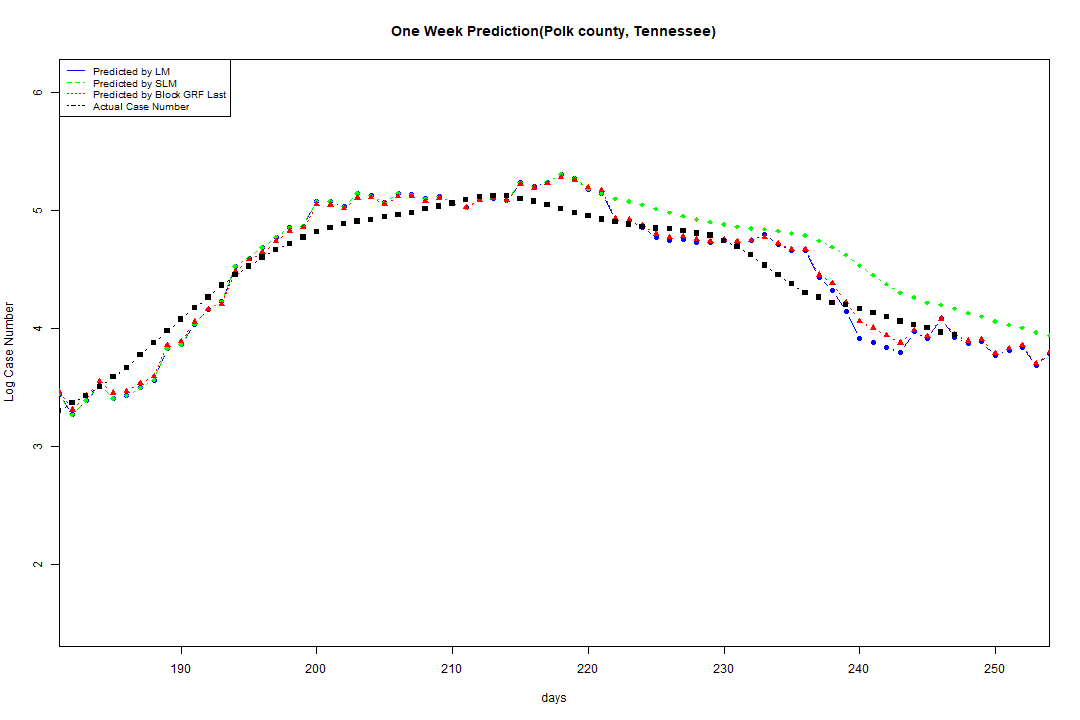 One Week Prediction(Polk county, Tennessee)
Predicted by LM
Predicted by SLM
Predicted by Block GRF Last
Actual Case Number
6
5
4
3
2
Log Case Number
190 200 210 220 230 240 250
days